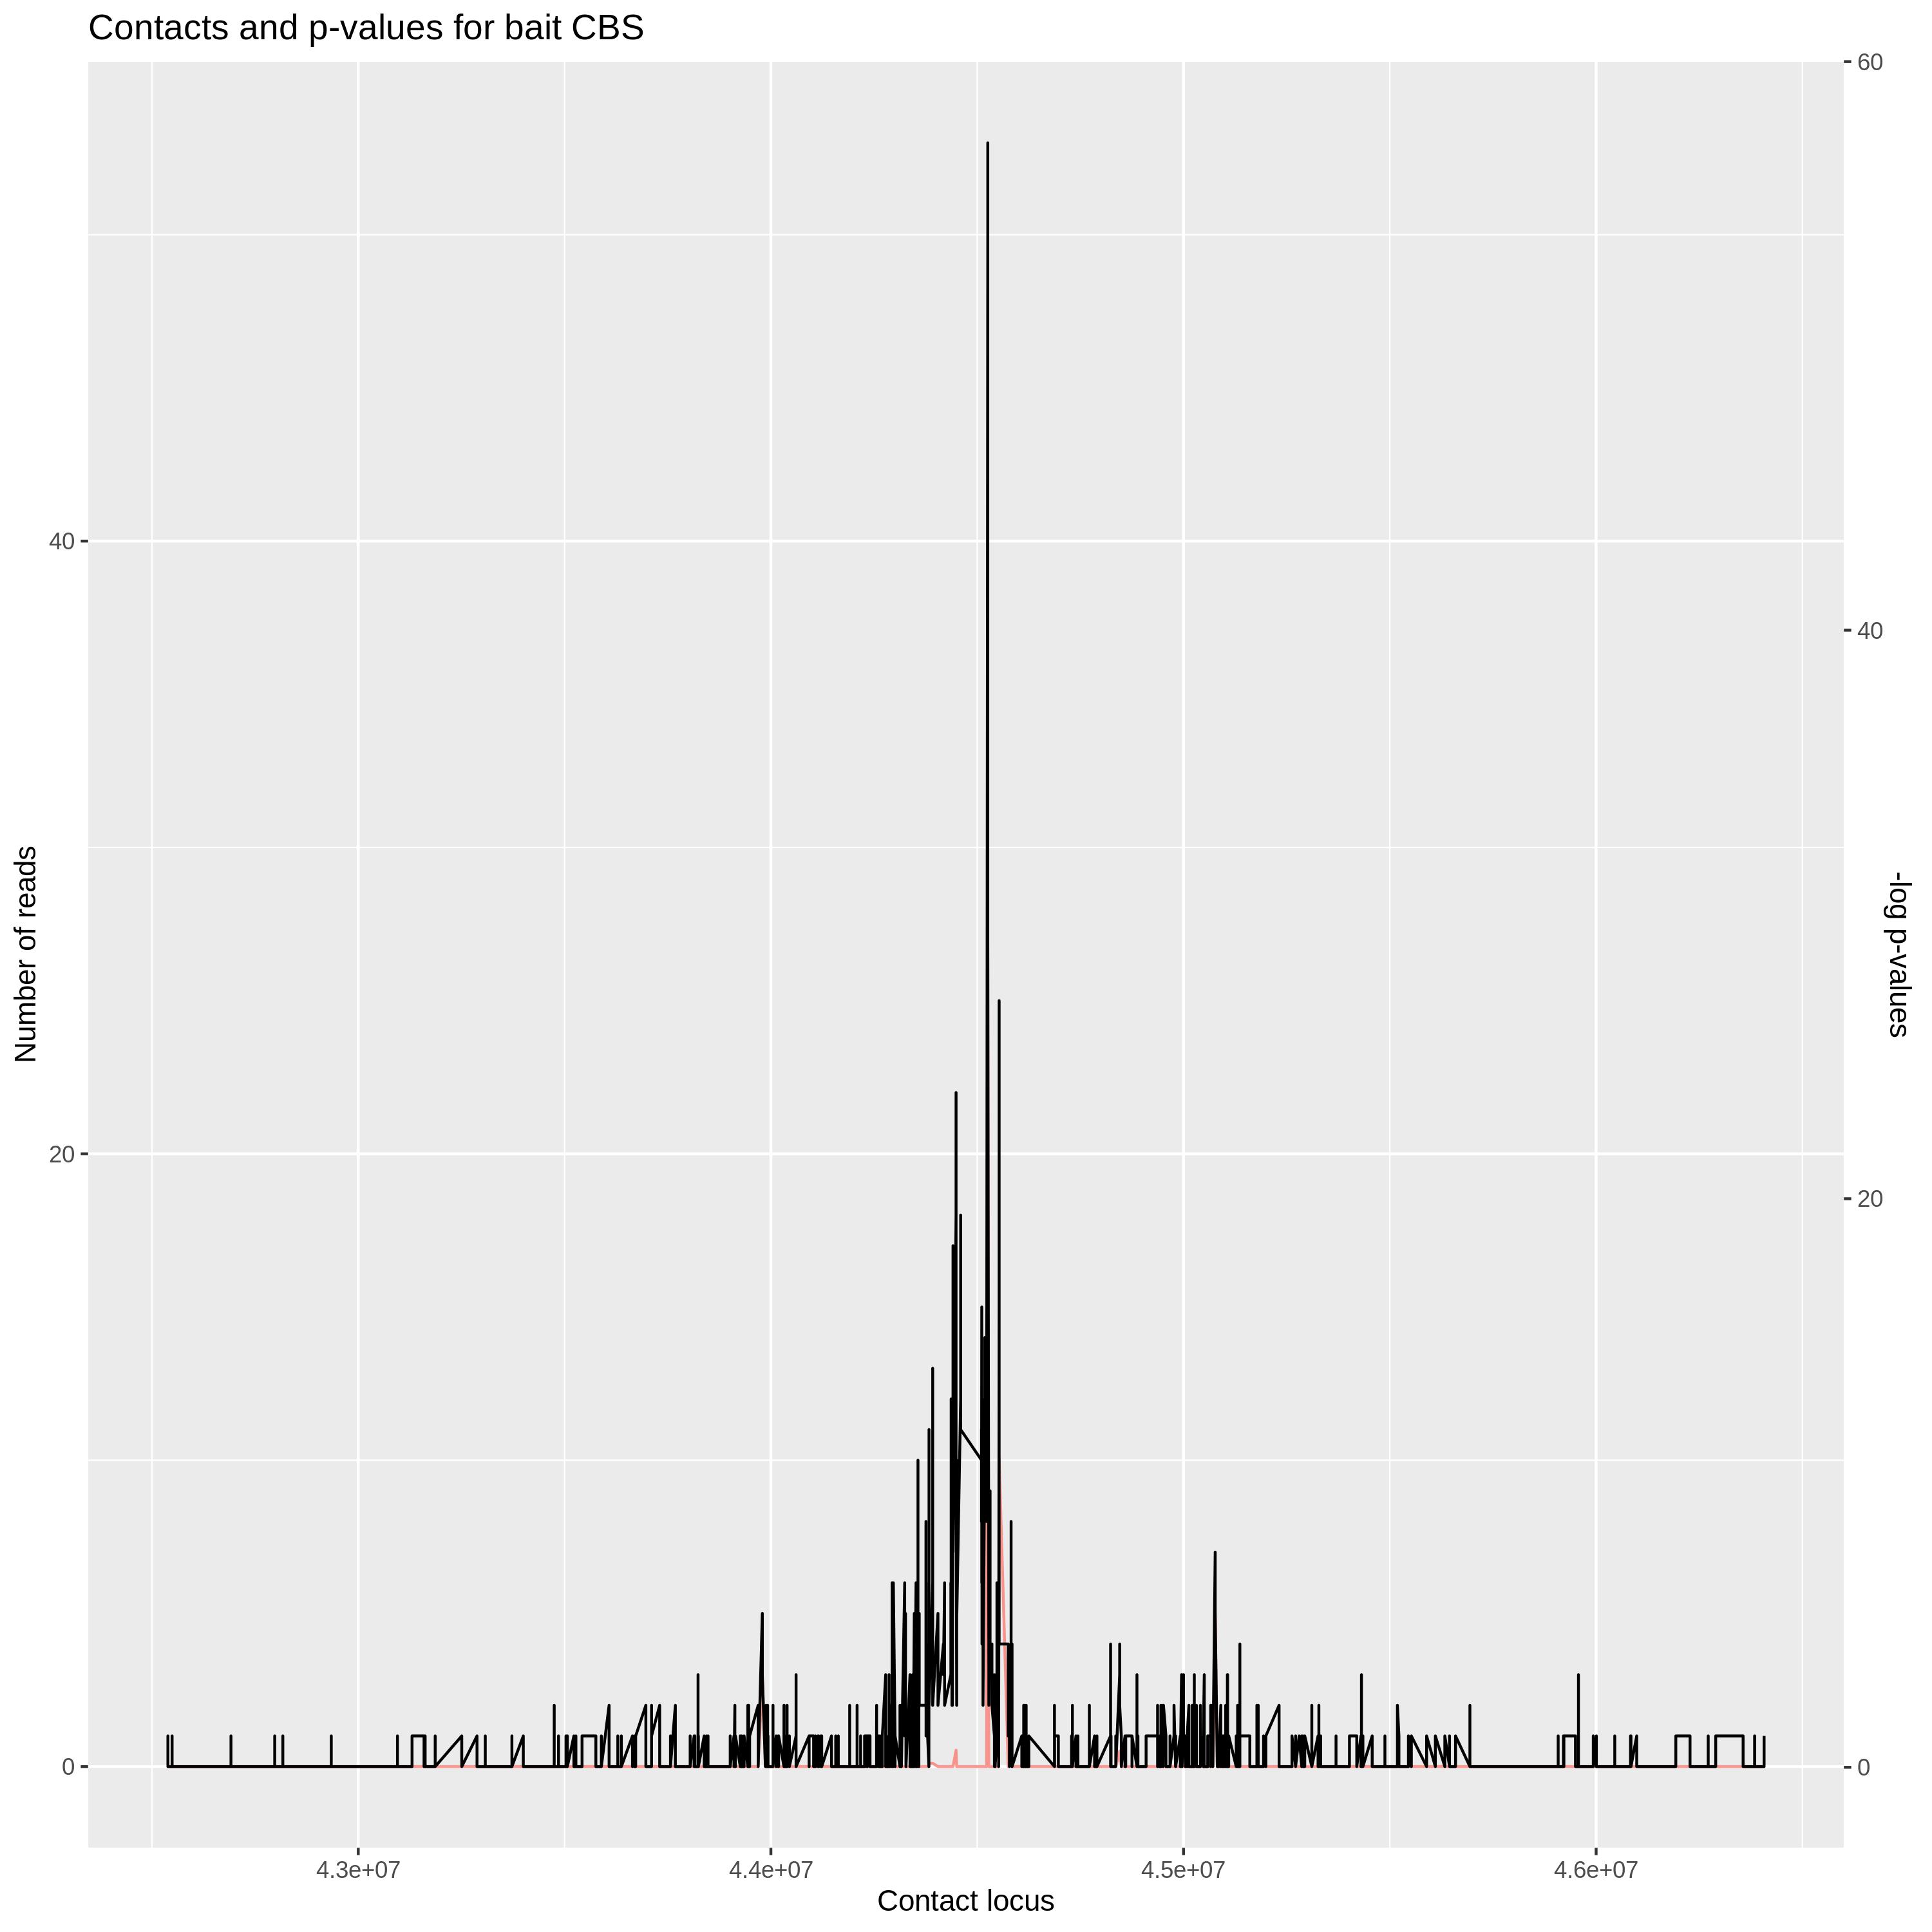 Contacts and p-values for bait CBS
60
40
40
20
20
0
0
Number of reads
-log p-values
4.3e+07
4.4e+07
4.5e+07
4.6e+07
Contact locus